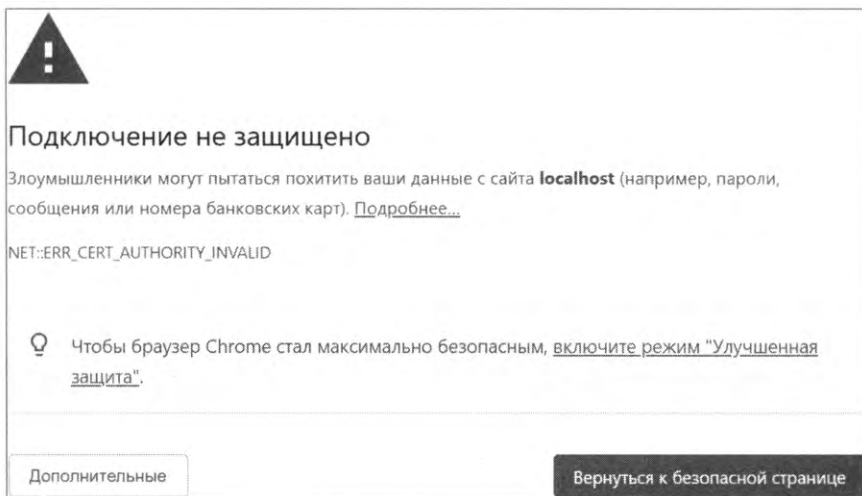 Подключение не защищено
Злоумышленники могут пытаться похитить ваши данные с сайта localhost (например, пароли,
сообщения или номера банковских карт). Подробнее...
NET::ERR_CERT_AUTHORITY_INVALID
Чтобы браузер Chrome стал максимально безопасным, включите режим "Улучшенная
защита".
Дополнительные
Вернуться к безопасной странице